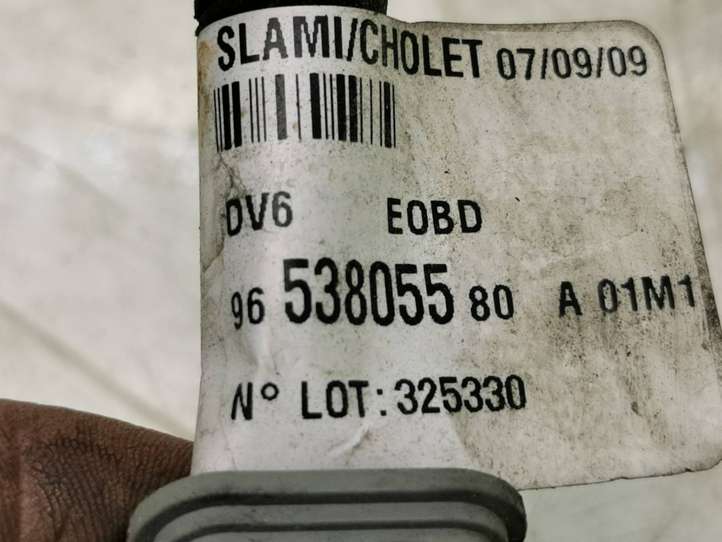 SLAMI/CHOLET 07/09/09
DV6 EOBD
96 538055 80 A 01M1
N° LOT: 325330